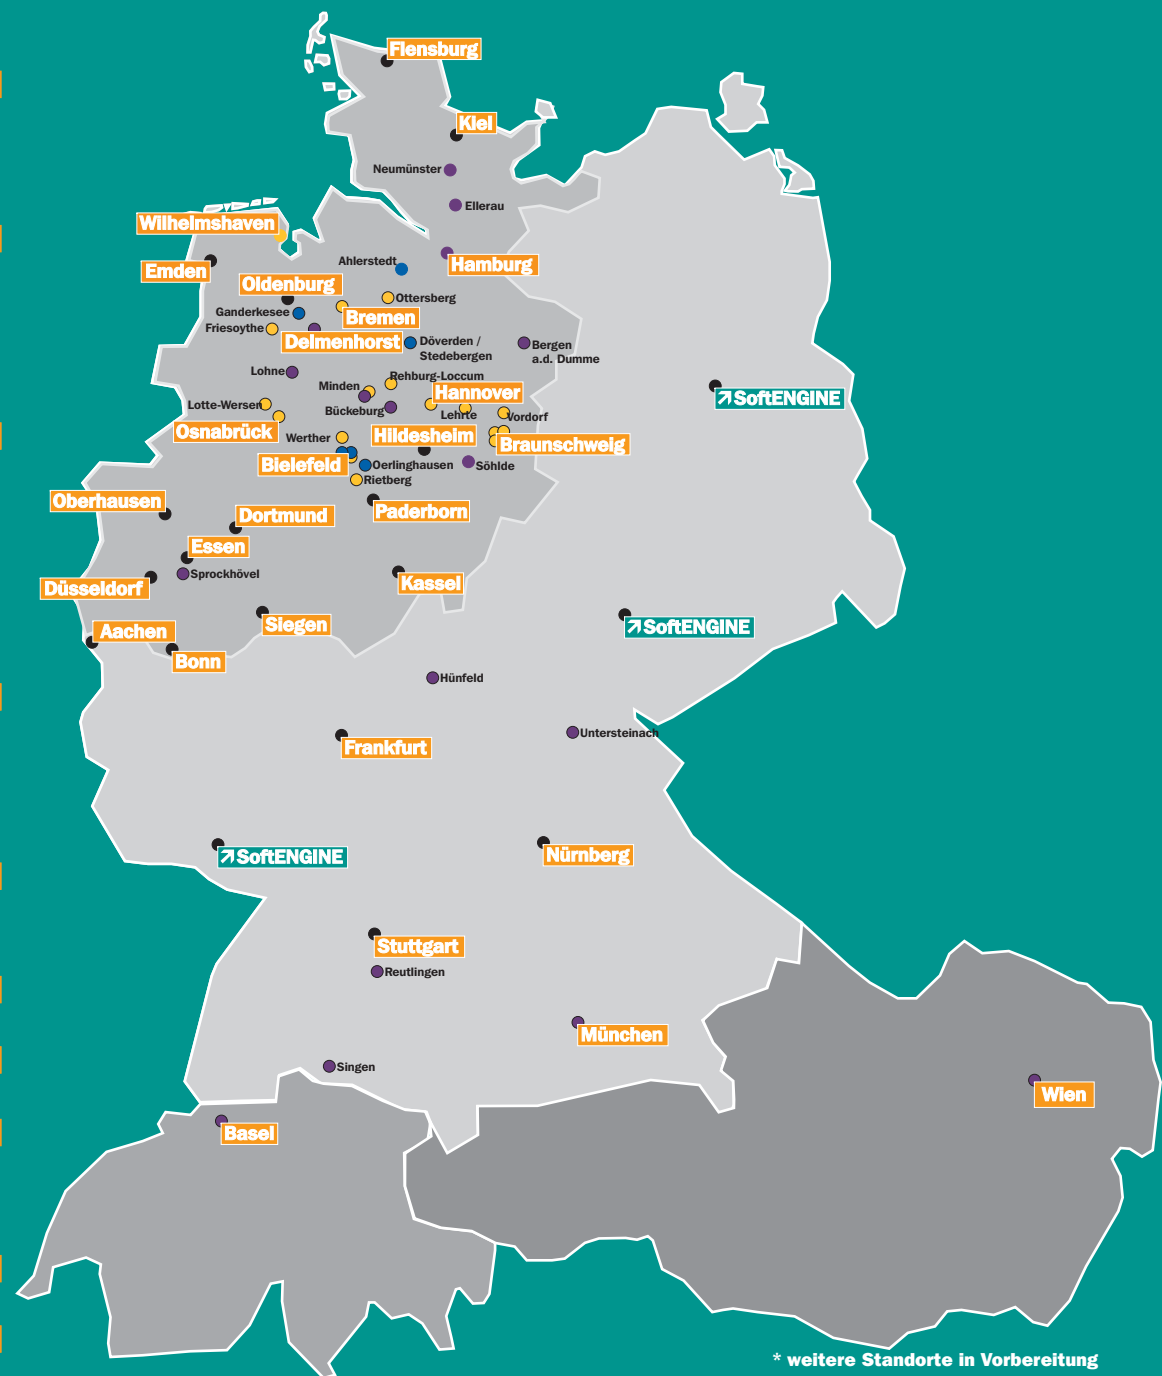 Flensburg
Kiel
Neumünster
Ellerau
Wilhelmshaven
Hamburg
Ahlerstedt
Emden
Oldenburg
Ottersberg
Ganderkesee
Bremen
Friesoythe
Delmenhorst
Döverden /
Stedebergen
Bergen
a.d. Dumme
Lohne
Rehburg-Loccum
Minden
Hannover
SoftENGINE
Lotte-Wersen
Bückeburg
Lehrte
Vordorf
Osnabrück
Werther
Hildesheim
Braunschweig
Bielefeld
Oerlinghausen
Söhlde
Rietberg
Oberhausen
Paderborn
Dortmund
Essen
Sprockhövel
Düsseldorf
Kassel
Siegen
SoftENGINE
Aachen
Bonn
Hünfeld
Untersteinach
Frankfurt
SoftENGINE
Nürnberg
Stuttgart
Reutlingen
München
Singen
Wien
Basel
* weitere Standorte in Vorbereitung